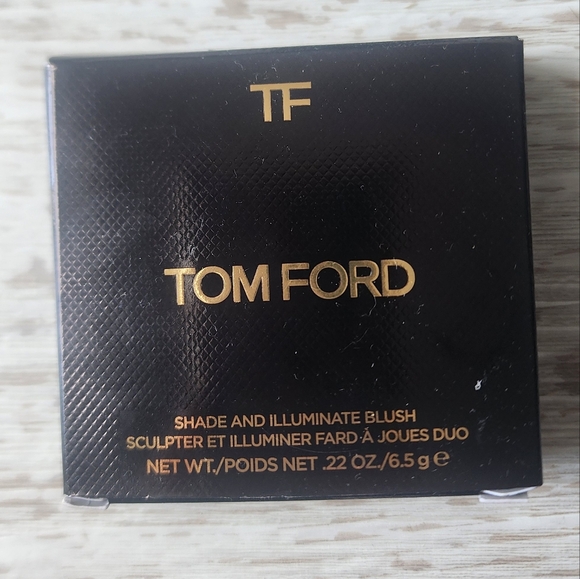 TF
TOM FORD
SHADE AND ILLUMINATE BLUSH
SCULPTER ET ILLUMINER FARD À JOUES DUO
NET WT./POIDS NET .22 OZ./6.5 g ℮